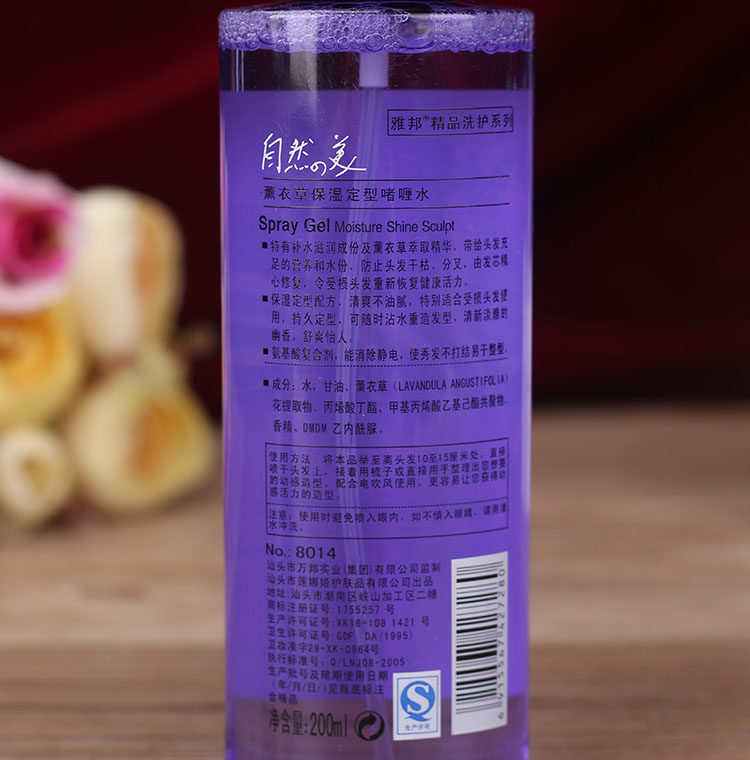 雅邦®精品洗护系列
自然の美
薰衣草保湿定型啫喱水
Spray Gel Moisture Shine Sculpt
■特有补水滋润成份及薰衣草萃取精华，带给头发充
足的营养和水份，防止头发干枯、分叉，由发芯精
心修复，令受损头发重新恢复健康活力。
■保湿定型配方，清爽不油腻，特别适合受损头发使
用，持久定型，可随时沾水重造发型，清新淡雅的
幽香，舒爽怡人。
■氨基酸复合剂，能消除静电，使秀发不打结易于整型。
■成分：水，甘油、薰衣草（LAVANDULA ANGUSTIFOLIA）
花提取物、丙烯酸丁酯、甲基丙烯酸乙基己酯共聚物，
香精、DMDM 乙内酰脲。
使用方法：将本品举至离头发10至15厘米处，直接
喷于头发上，接着用梳子或直接用手整理出您想要
的动感造型。配合电吹风使用，更容易让您获得动
感活力的造型。
注意：使用时避免喷入眼内，如不慎入眼睛，请用清
水冲洗。
No.:8014
汕头市万邦实业（集团）有限公司监制
汕头市莲娜姬护肤品有限公司出品
地址：汕头市潮南区峡山加工区二幢
商标注册证号：1755257 号
生产许可证号：XK16-108 1421 号
卫生许可证号：GDF DA（1995）
卫妆准字29-XK-0964号
执行标准号：Q/LNJ0B-2005
生产批号及限期使用日期
（年/月/日/）见瓶底标注
合格品
净含量：200ml
QS
生产许可
6 915567 427280